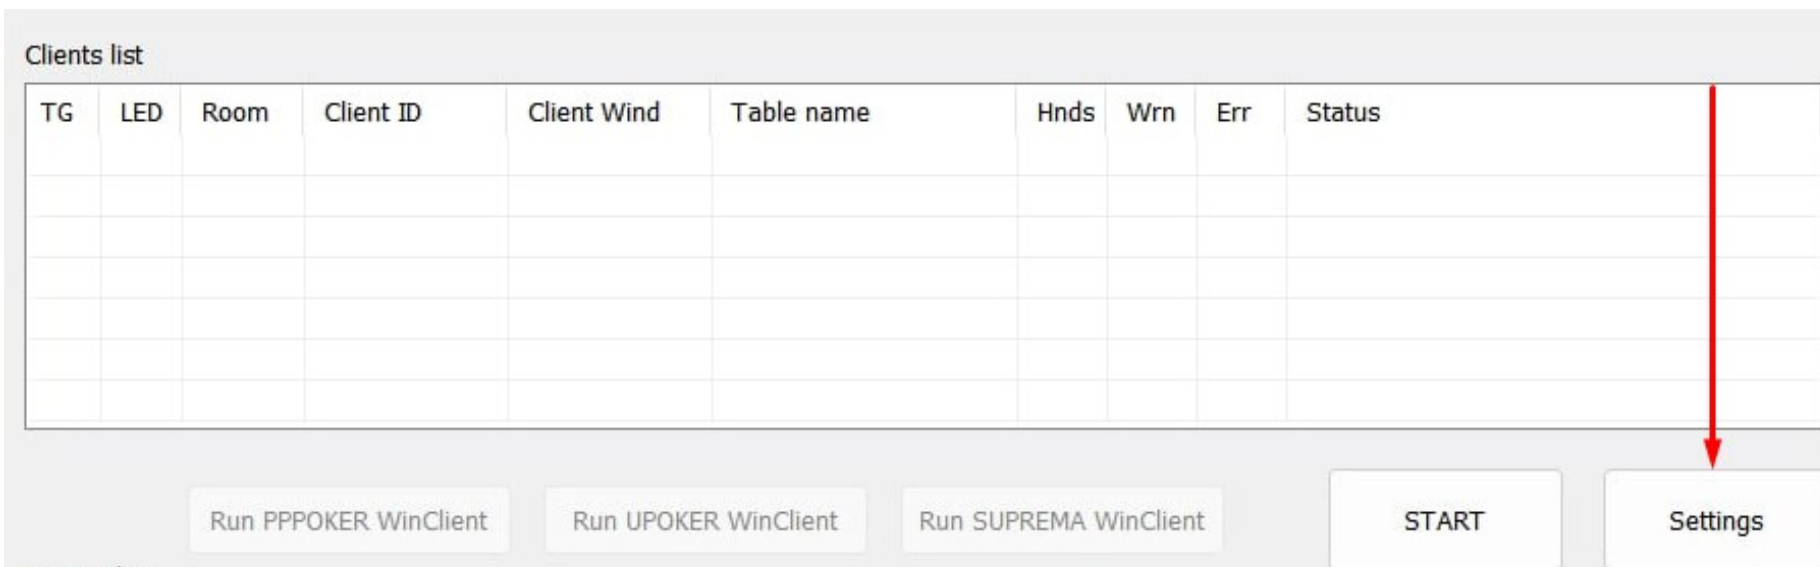 Clients list
TG LED Room Client ID Client Wind Table name Hnds Wrn Err Status
Run PPPOKER WinClient Run UPOKER WinClient Run SUPREMA WinClient START Settings